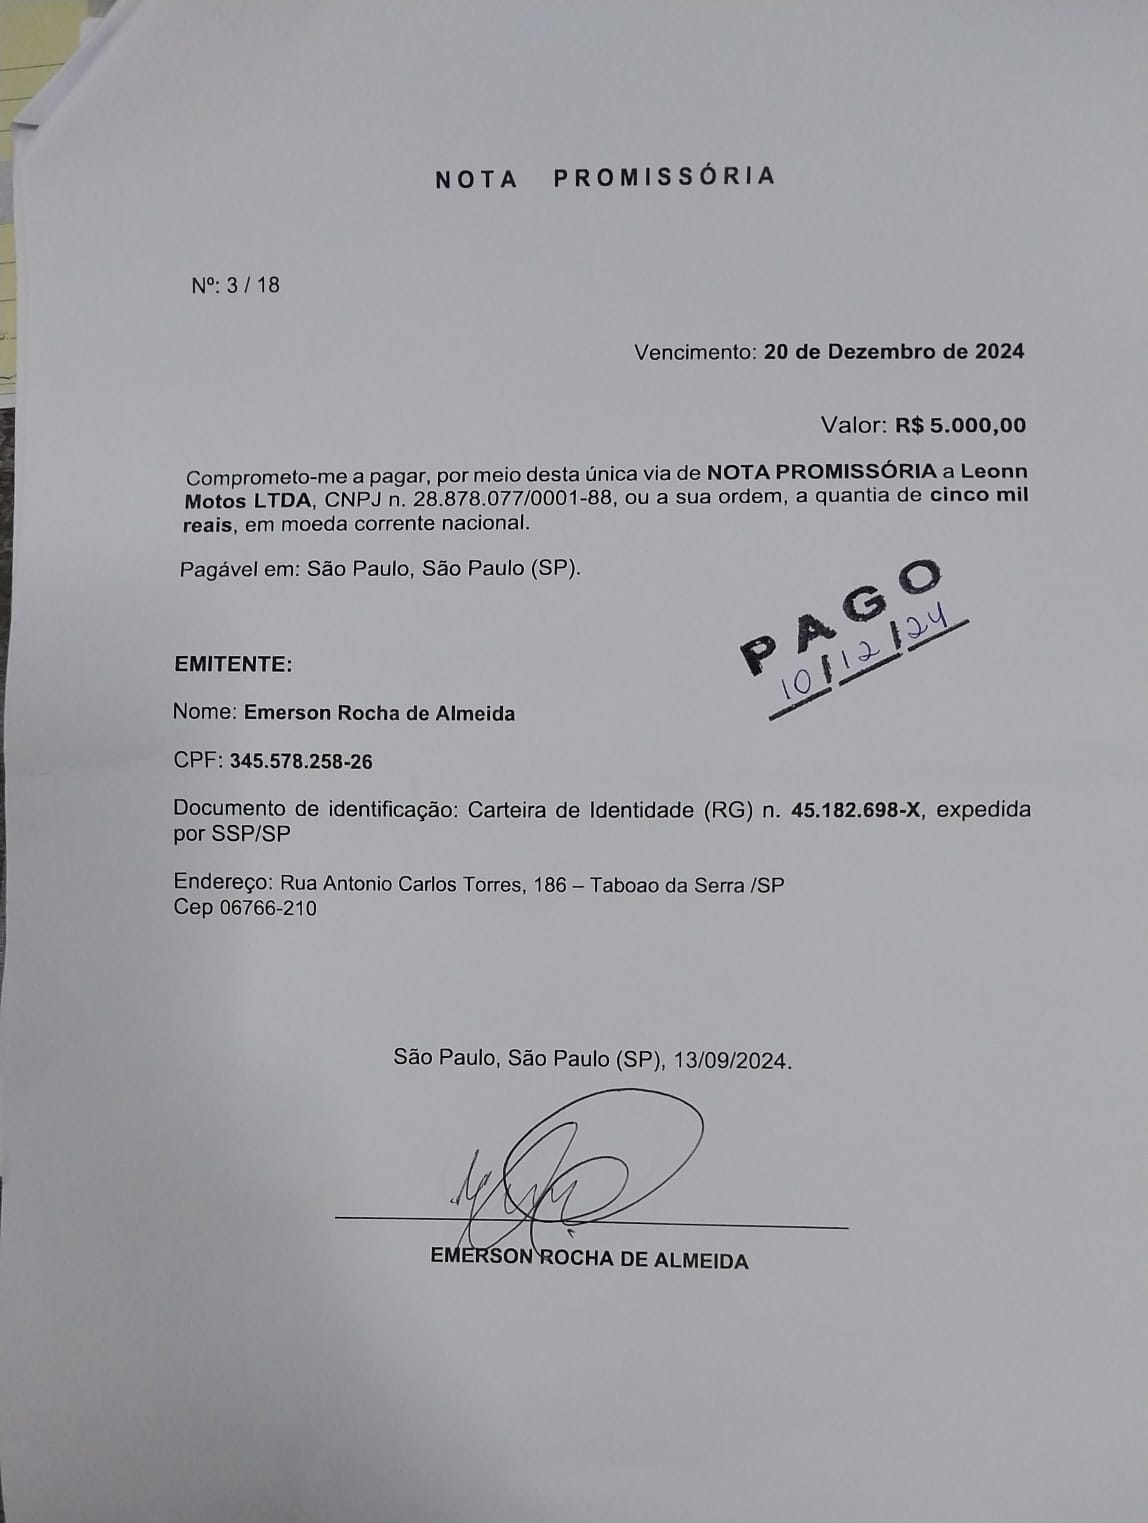 NOTA PROMISSÓRIA
Nº: 3 / 18
Vencimento: 20 de Dezembro de 2024
Valor: R$ 5.000,00
Comprometo-me a pagar, por meio desta única via de NOTA PROMISSÓRIA a Leonn
Motos LTDA, CNPJ n. 28.878.077/0001-88, ou a sua ordem, a quantia de cinco mil
reais, em moeda corrente nacional.
Pagável em: São Paulo, São Paulo (SP).
PAGO
10/12/24
EMITENTE:
Nome: Emerson Rocha de Almeida
CPF: 345.578.258-26
Documento de identificação: Carteira de Identidade (RG) n. 45.182.698-X, expedida
por SSP/SP
Endereço: Rua Antonio Carlos Torres, 186 – Taboao da Serra /SP
Cep 06766-210
São Paulo, São Paulo (SP), 13/09/2024.
EMERSON ROCHA DE ALMEIDA